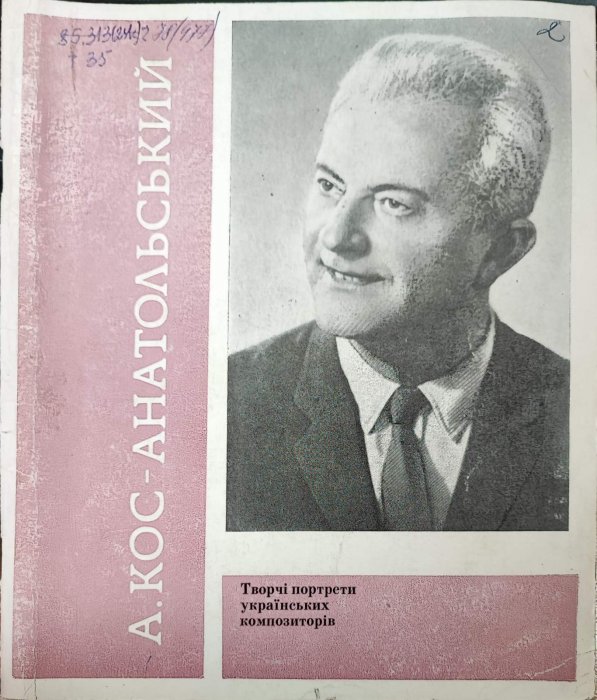 А. КОС-АНАТОЛЬСЬКИЙ
Творчі портрети
українських
композиторів